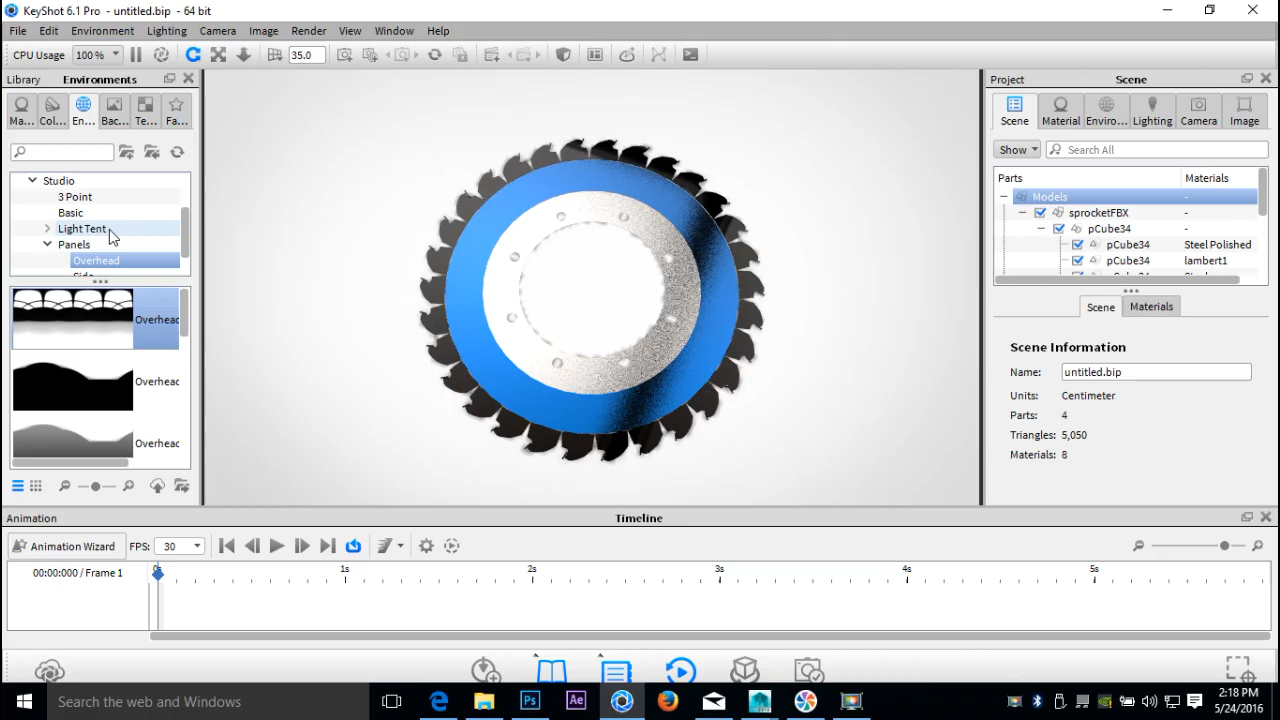 KeyShot 6.1 Pro - untitled.bip - 64 bit
File Edit Environment Lighting Camera Image Render View Window Help
CPU Usage 100 % 35.0
Library Environments
Ma... Col... En... Bac... Te... Fa...
Studio
3 Point
Basic
Light Tent
Panels
Overhead
Overhead
Overhead
Overhead
Project Scene
Scene Material Enviro... Lighting Camera Image
Show Search All
Parts Materials
Models -
sprocketFBX -
pCube34 -
pCube34 Steel Polished
pCube34 lambert1
Scene Materials
Scene Information
Name: untitled.bip
Units: Centimeter
Parts: 4
Triangles: 5,050
Materials: 8
Animation Timeline
Animation Wizard FPS: 30
00:00:000 / Frame 1 0s 1s 2s 3s 4s 5s
Search the web and Windows
Ps Ae
2:18 PM
5/24/2016